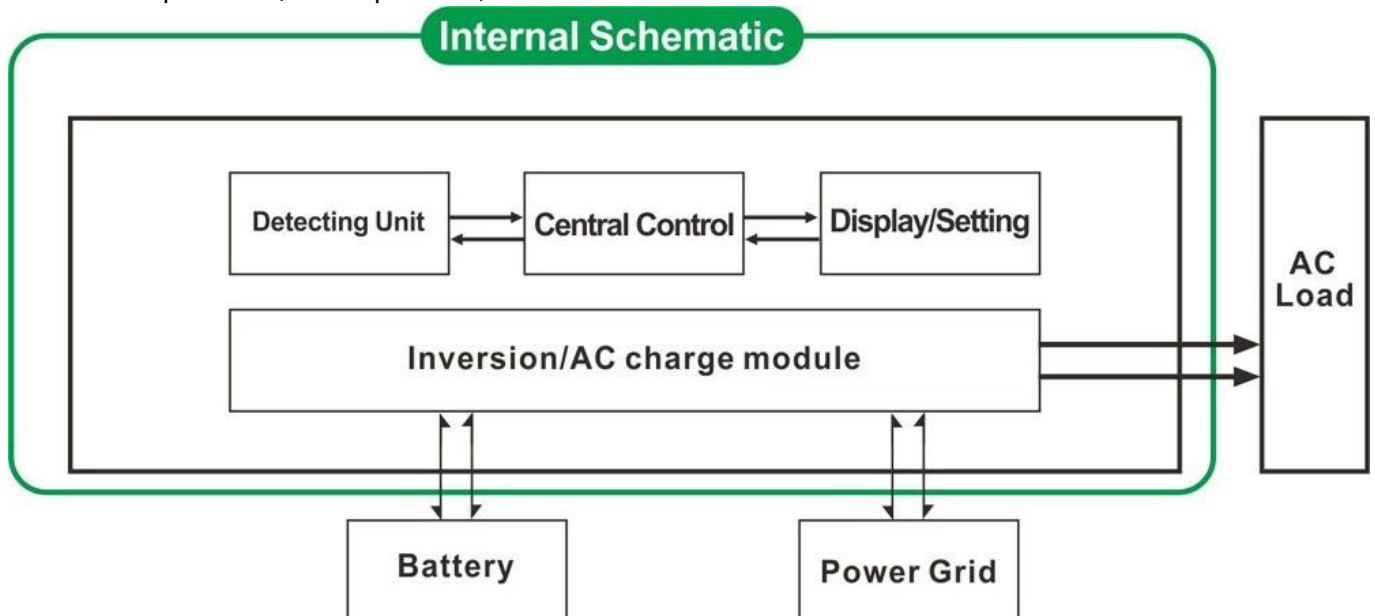 Internal Schematic
Detecting Unit
Central Control
Display/Setting
AC
Load
Inversion/AC charge module
Battery
Power Grid